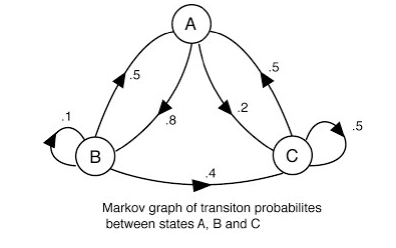 A
.5
.5
.8
.2
.1
B
C
.5
.4
Markov graph of transiton probabilites
between states A, B and C